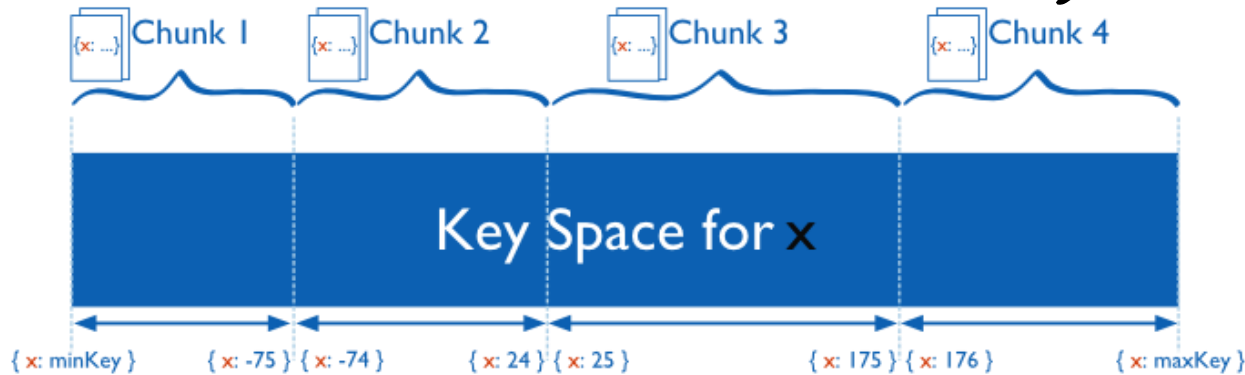 {x: ...} Chunk 1 {x: ...} Chunk 2 {x: ...} Chunk 3 {x: ...} Chunk 4
Key Space for x
{ x: minKey } { x: -75 } { x: -74 } { x: 24 } { x: 25 } { x: 175 } { x: 176 } { x: maxKey }